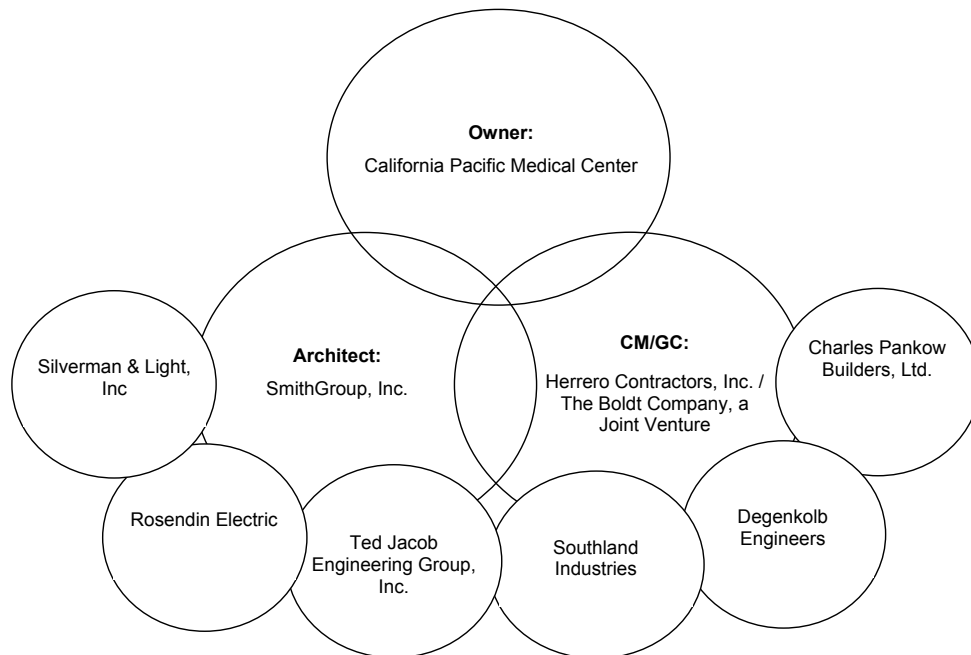 Owner:
California Pacific Medical Center
Architect:
SmithGroup, Inc.
CM/GC:
Herrero Contractors, Inc. /
The Boldt Company, a
Joint Venture
Silverman & Light,
Inc
Charles Pankow
Builders, Ltd.
Rosendin Electric
Ted Jacob
Engineering Group,
Inc.
Southland
Industries
Degenkolb
Engineers